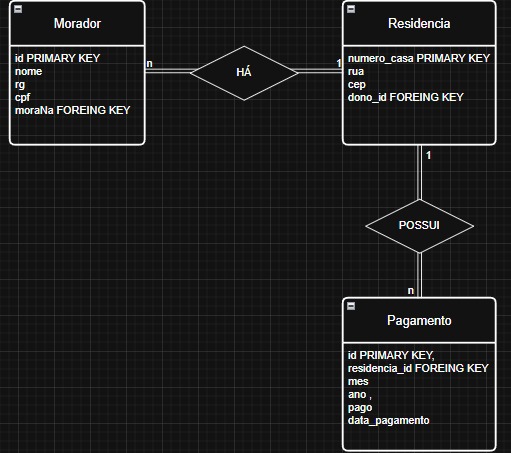 Morador
id PRIMARY KEY
nome
rg
cpf
moraNa FOREING KEY
n
HÁ
1
Residencia
numero_casa PRIMARY KEY
rua
cep
dono_id FOREING KEY
1
POSSUI
n
Pagamento
id PRIMARY KEY,
residencia_id FOREING KEY
mes
ano ,
pago
data_pagamento